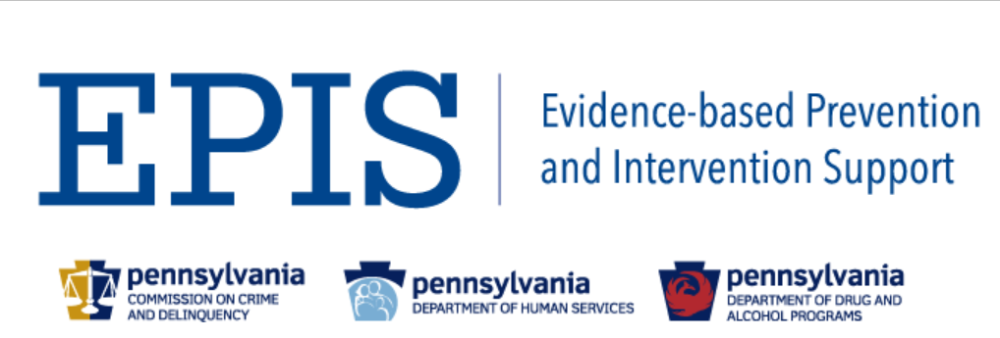 EPIS
Evidence-based Prevention
and Intervention Support
pennsylvania
COMMISSION ON CRIME
AND DELINQUENCY
pennsylvania
DEPARTMENT OF HUMAN SERVICES
pennsylvania
DEPARTMENT OF DRUG AND
ALCOHOL PROGRAMS